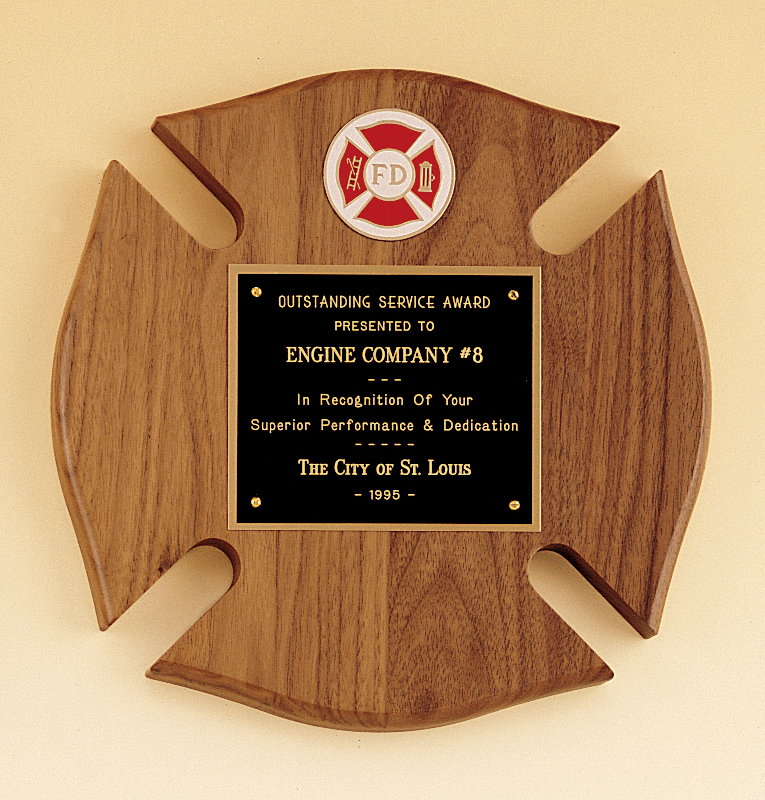 FD
OUTSTANDING SERVICE AWARD
PRESENTED TO
ENGINE COMPANY #8
- - -
In Recognition Of Your
Superior Performance & Dedication
- - - - -
THE CITY OF ST. LOUIS
- 1995 -